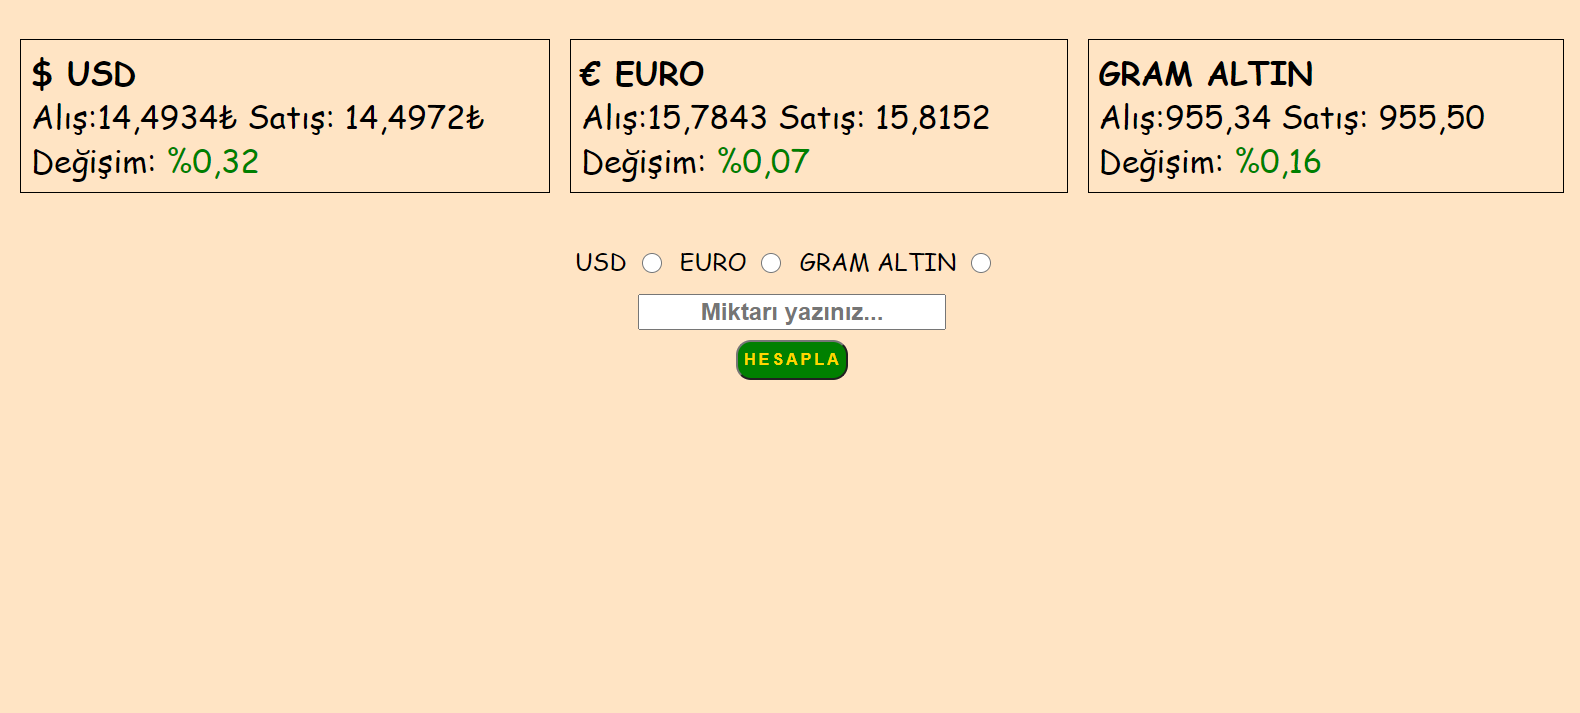 $ USD
Alış:14,4934₺ Satış: 14,4972₺
Değişim: %0,32
€ EURO
Alış:15,7843 Satış: 15,8152
Değişim: %0,07
GRAM ALTIN
Alış:955,34 Satış: 955,50
Değişim: %0,16
USD EURO GRAM ALTIN
Miktarı yazınız...
HESAPLA